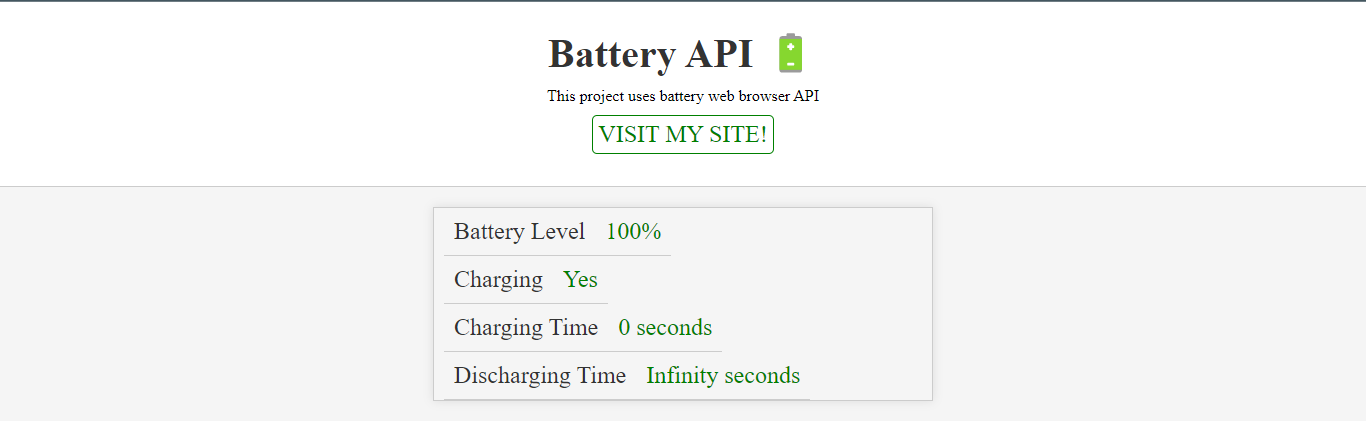 Battery API
This project uses battery web browser API
VISIT MY SITE!
Battery Level 100%
Charging Yes
Charging Time 0 seconds
Discharging Time Infinity seconds